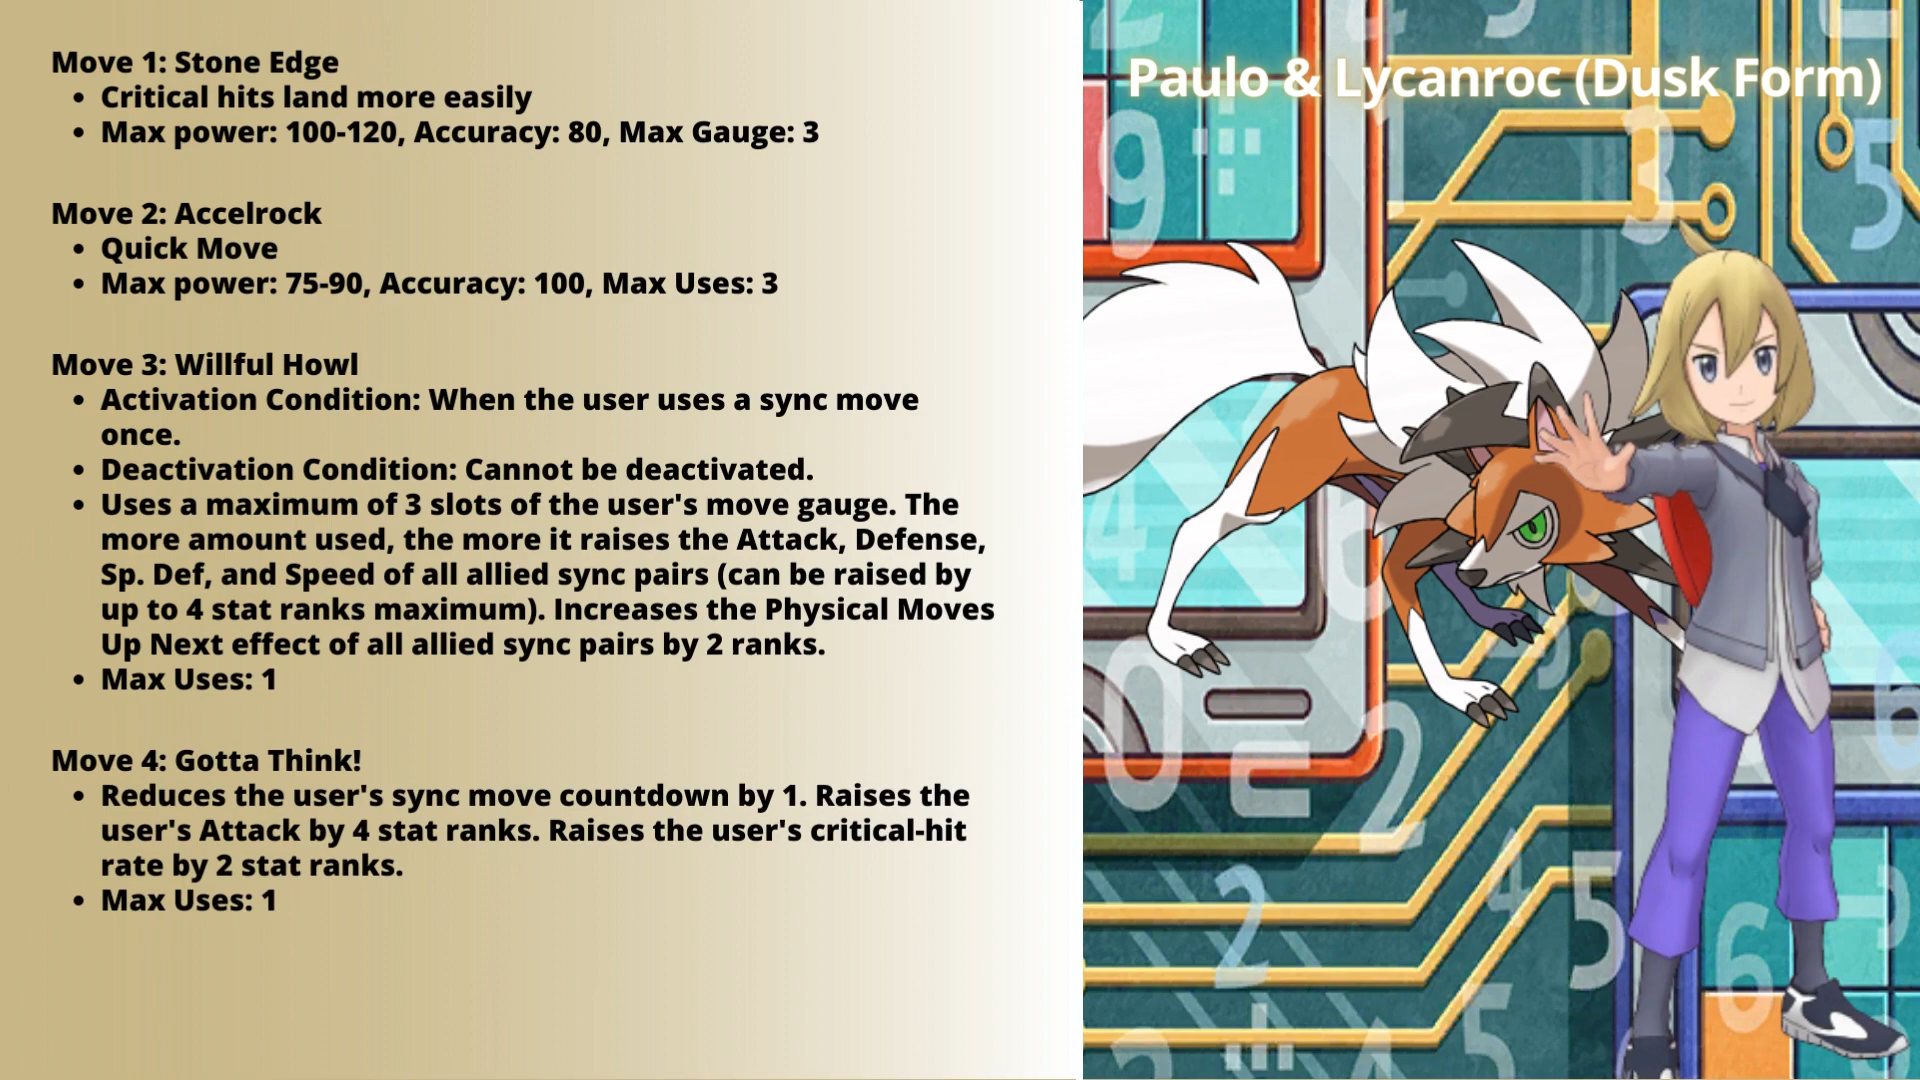 Move 1: Stone Edge
• Critical hits land more easily
• Max power: 100-120, Accuracy: 80, Max Gauge: 3
Move 2: Accelrock
• Quick Move
• Max power: 75-90, Accuracy: 100, Max Uses: 3
Move 3: Willful Howl
• Activation Condition: When the user uses a sync move
once.
• Deactivation Condition: Cannot be deactivated.
• Uses a maximum of 3 slots of the user's move gauge. The
more amount used, the more it raises the Attack, Defense,
Sp. Def, and Speed of all allied sync pairs (can be raised by
up to 4 stat ranks maximum). Increases the Physical Moves
Up Next effect of all allied sync pairs by 2 ranks.
• Max Uses: 1
Move 4: Gotta Think!
• Reduces the user's sync move countdown by 1. Raises the
user's Attack by 4 stat ranks. Raises the user's critical-hit
rate by 2 stat ranks.
• Max Uses: 1
Paulo & Lycanroc (Dusk Form)